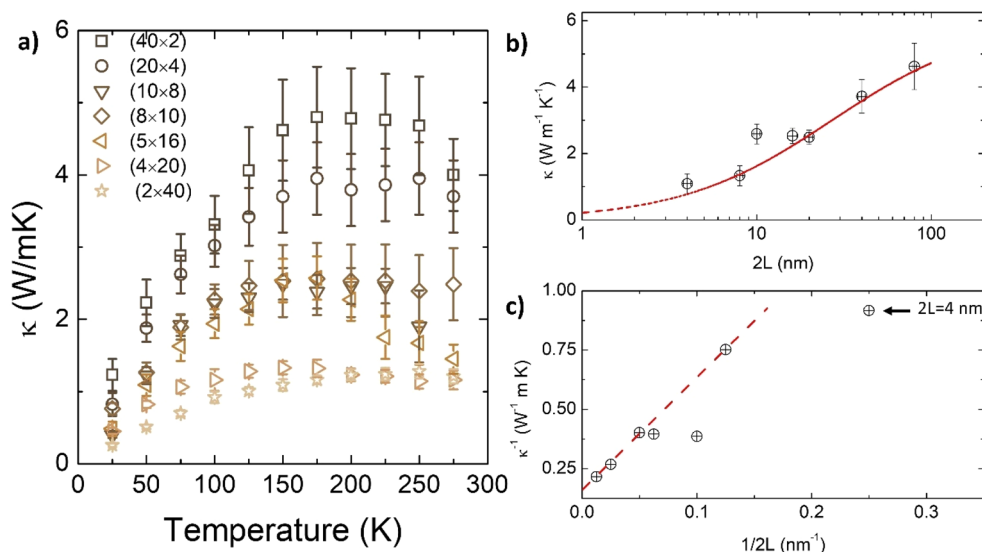 a)
κ (W/mK)
6
4
2
0
(40×2)
(20×4)
(10×8)
(8×10)
(5×16)
(4×20)
(2×40)
0 50 100 150 200 250 300
Temperature (K)
b)
κ (W m⁻¹ K⁻¹)
6
4
2
0
1 10 100
2L (nm)
c)
κ⁻¹ (W⁻¹ m K)
1.00
0.75
0.50
0.25
2L=4 nm
0.0 0.1 0.2 0.3
1/2L (nm⁻¹)